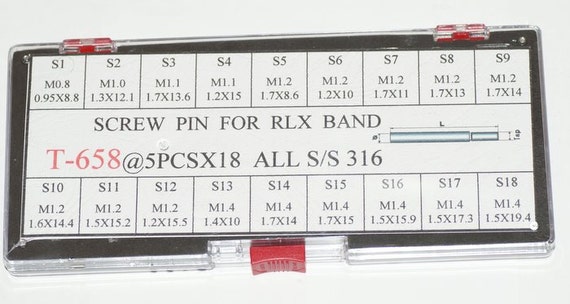 S1 S2 S3 S4 S5 S6 S7 S8 S9
M0.8 M1.0 M1.1 M1.1 M1.2 M1.2 M1.2 M1.2 M1.2
0.95X8.8 1.3X12.1 1.7X13.6 1.2X15 1.7X8.6 1.2X10 1.7X11 1.7X13 1.7X14
SCREW PIN FOR RLX BAND
L
Ø
Tap
T-658@5PCSX18 ALL S/S 316
S10 S11 S12 S13 S14 S15 S16 S17 S18
M1.2 M1.2 M1.2 M1.4 M1.4 M1.4 M1.4 M1.4 M1.4
1.6X14.4 1.5X15.2 1.2X15.5 1.4X10 1.7X14 1.7X15 1.5X15.9 1.5X17.3 1.5X19.4